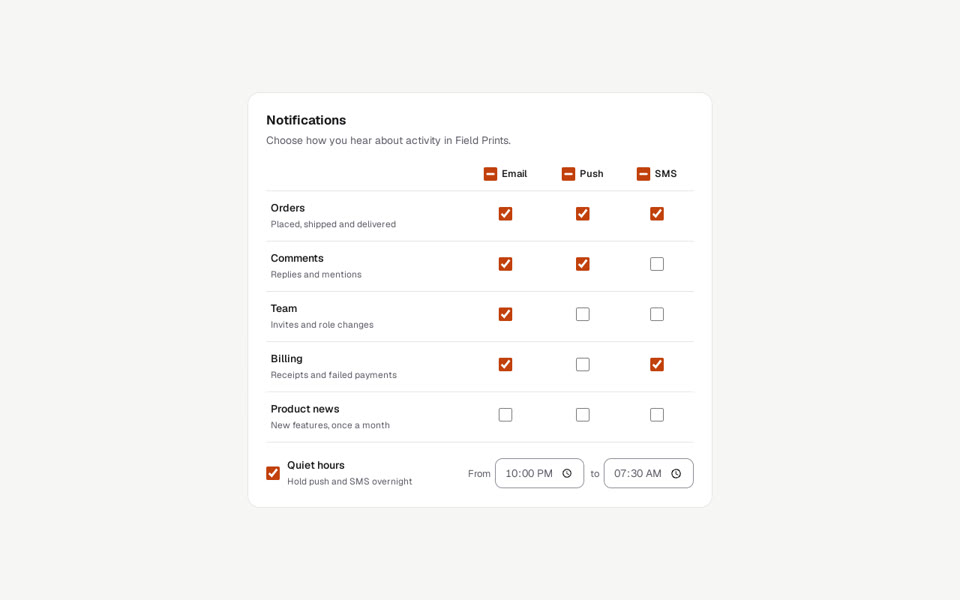 Notifications
Choose how you hear about activity in Field Prints.
Email Push SMS
Orders
Placed, shipped and delivered
Comments
Replies and mentions
Team
Invites and role changes
Billing
Receipts and failed payments
Product news
New features, once a month
Quiet hours
Hold push and SMS overnight
From 10:00 PM to 07:30 AM